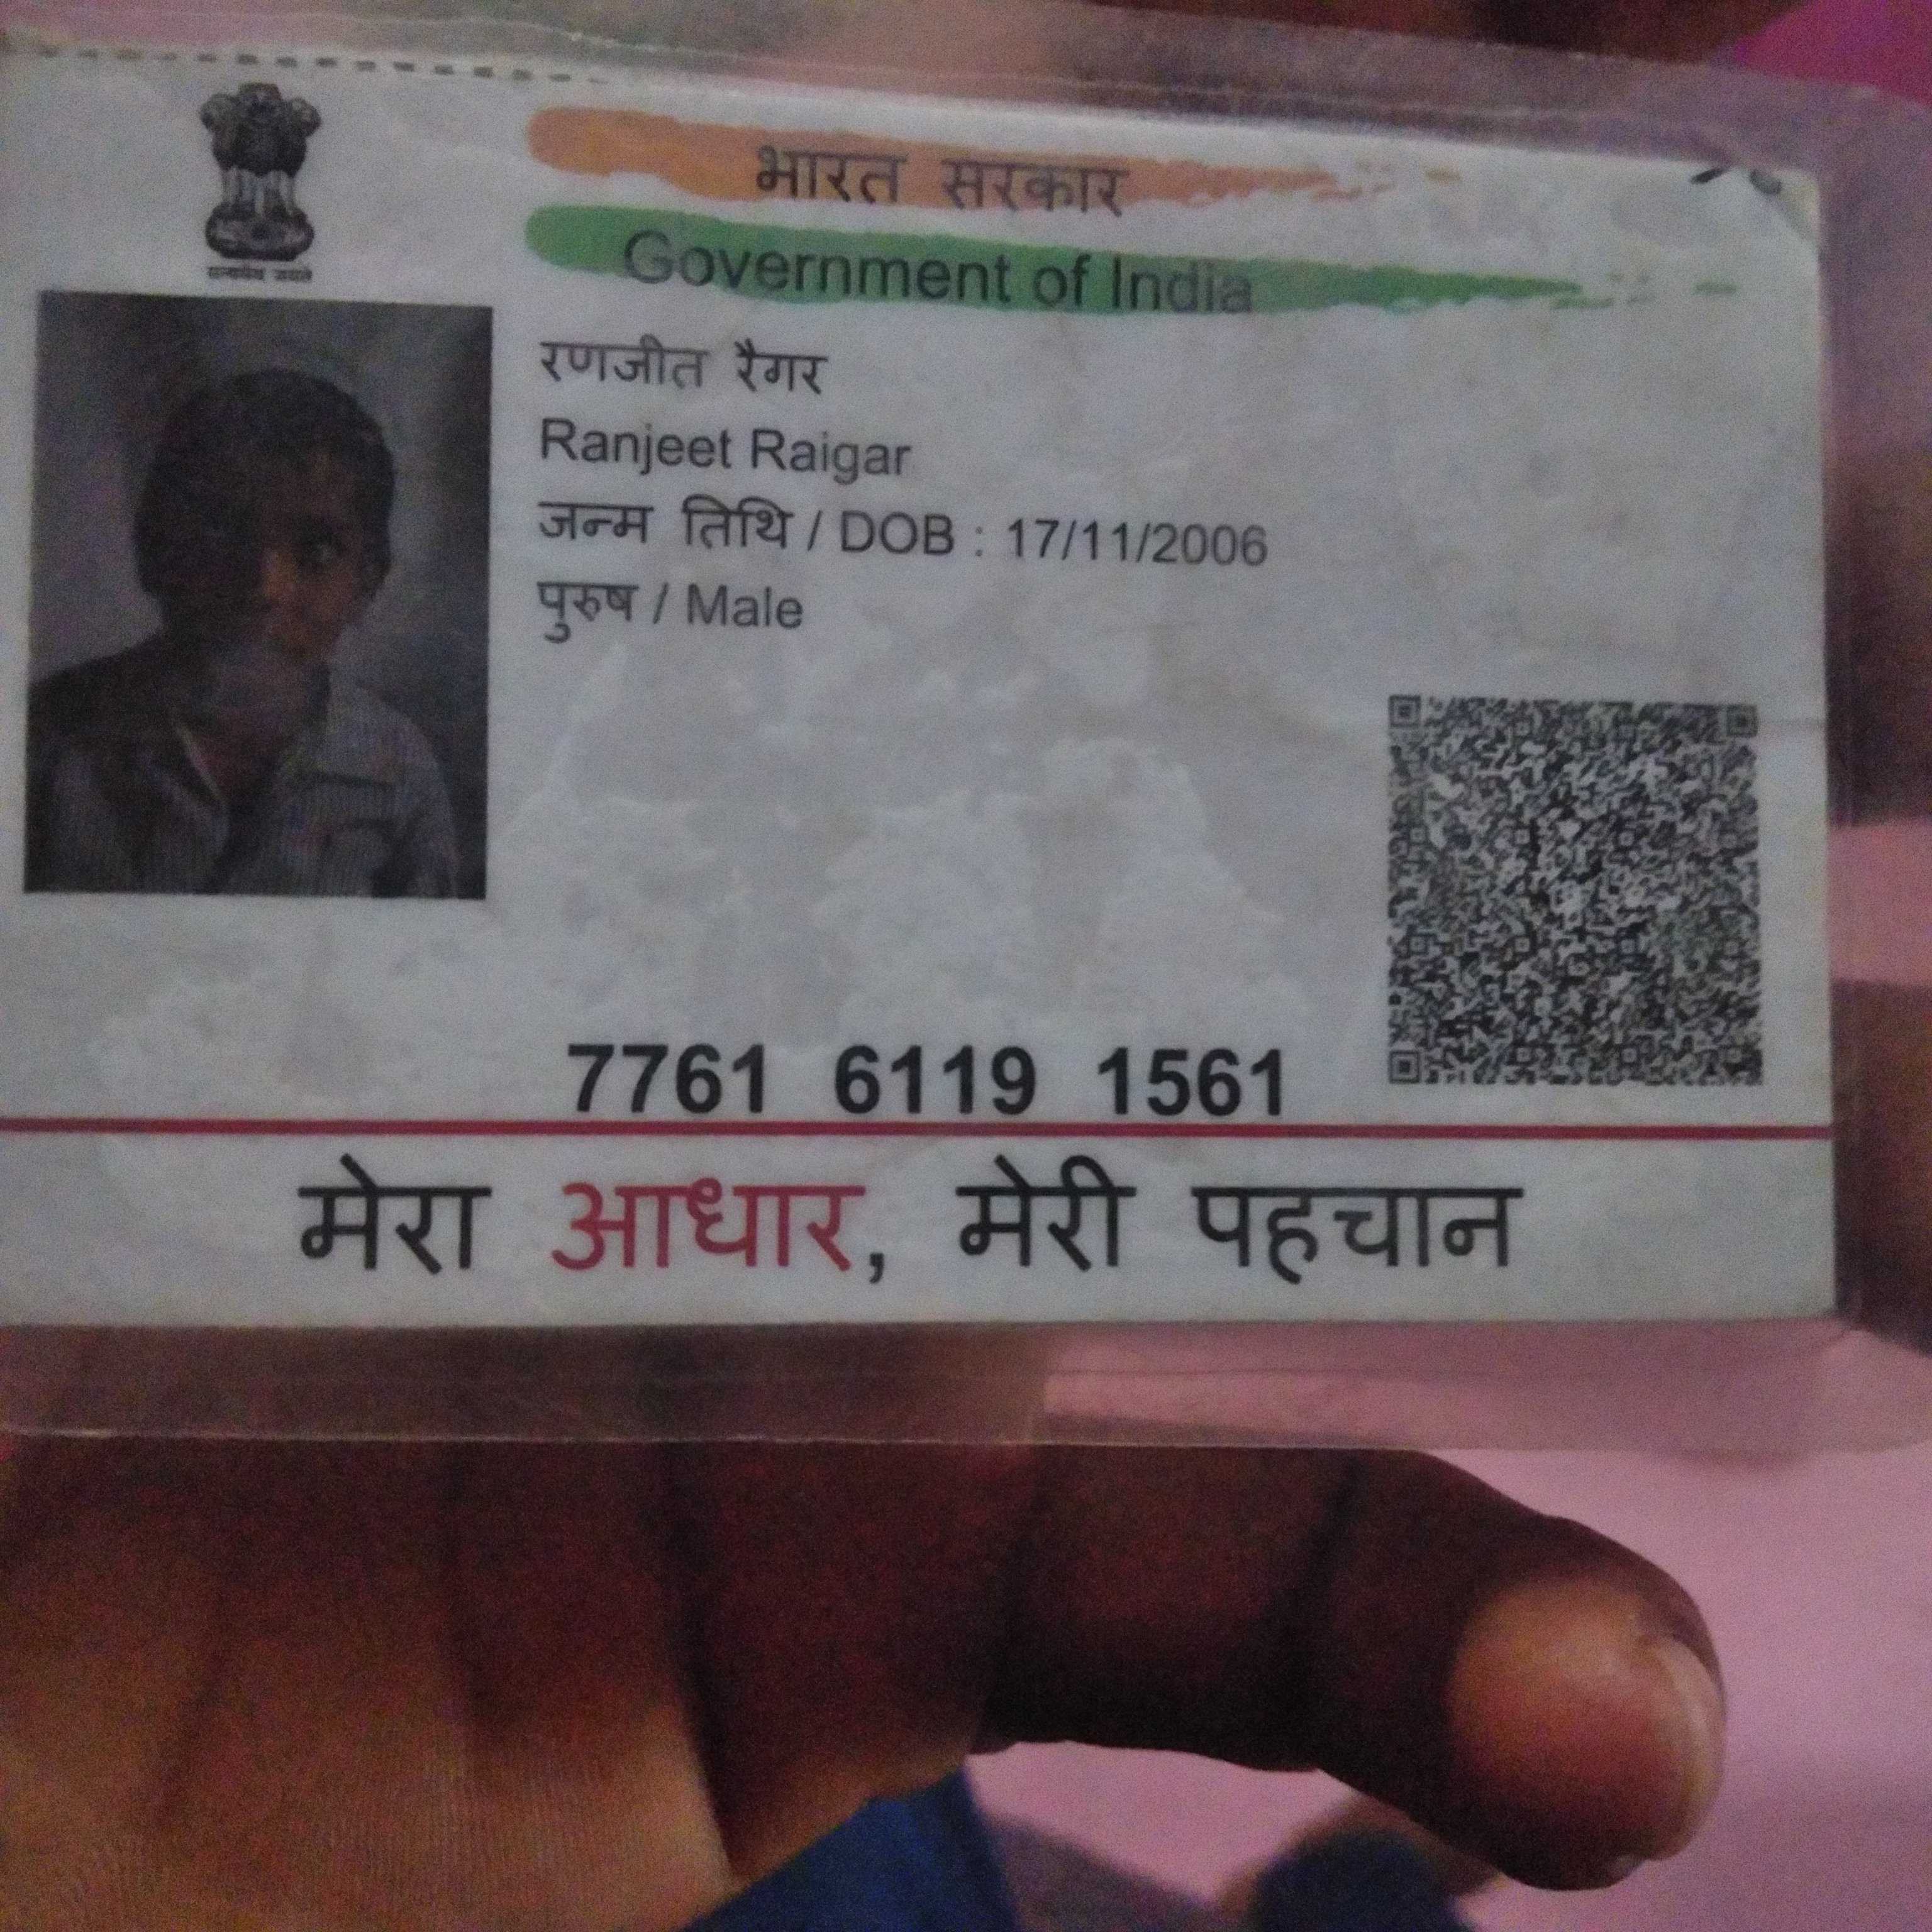 सत्यमेव जयते
भारत सरकार
Government of India
रणजीत रैगर
Ranjeet Raigar
जन्म तिथि / DOB : 17/11/2006
पुरुष / Male
7761 6119 1561
मेरा आधार, मेरी पहचान